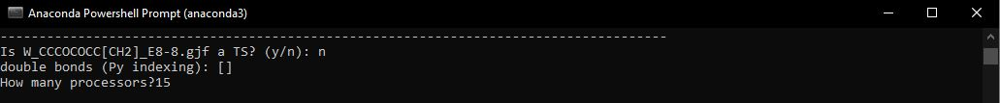 Anaconda Powershell Prompt (anaconda3)
--------------------------------------------------------------------------------------
Is W_CCCOCOCC[CH2]_E8-8.gjf a TS? (y/n): n
double bonds (Py indexing): []
How many processors?15